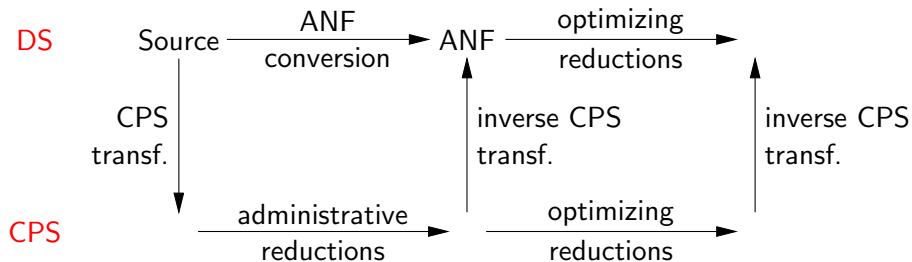 DS
Source
ANF
conversion
ANF
optimizing
reductions
CPS
transf.
inverse CPS
transf.
inverse CPS
transf.
CPS
administrative
reductions
optimizing
reductions